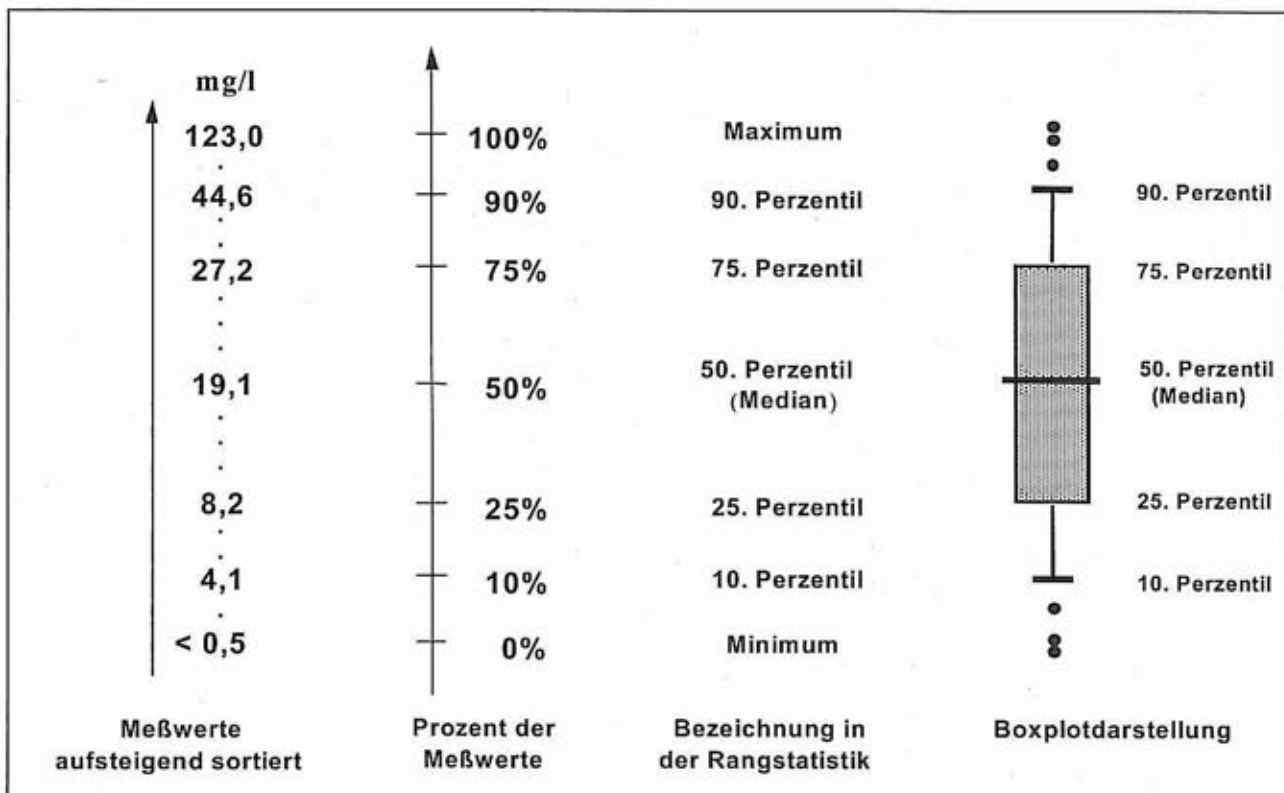 mg/l
123,0
44,6
27,2
19,1
8,2
4,1
< 0,5
Meßwerte
aufsteigend sortiert
100%
90%
75%
50%
25%
10%
0%
Prozent der
Meßwerte
Maximum
90. Perzentil
75. Perzentil
50. Perzentil
(Median)
25. Perzentil
10. Perzentil
Minimum
Bezeichnung in
der Rangstatistik
90. Perzentil
75. Perzentil
50. Perzentil
(Median)
25. Perzentil
10. Perzentil
Boxplotdarstellung